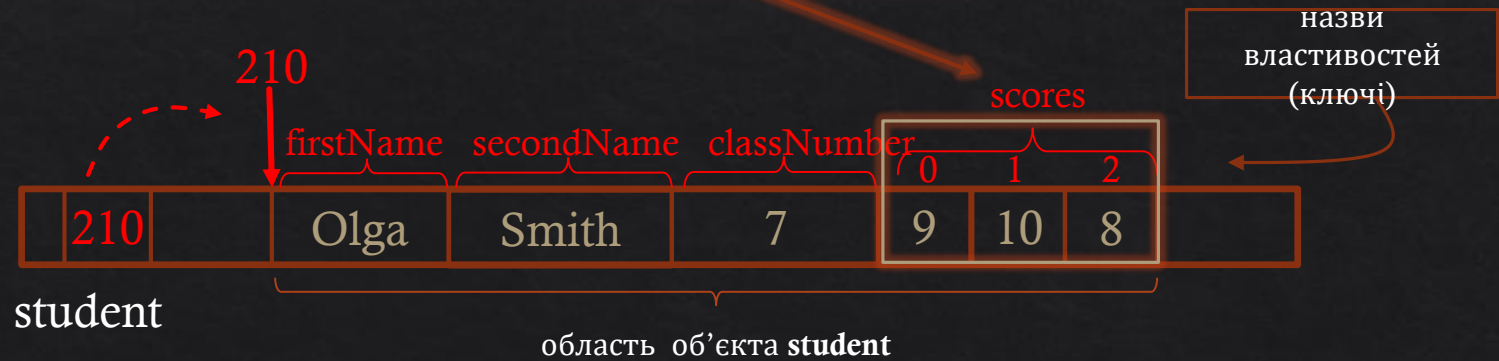 назви
властивостей
(ключі)
210
scores
firstName secondName classNumber
0 1 2
210 Olga Smith 7 9 10 8
student
область об’єкта student